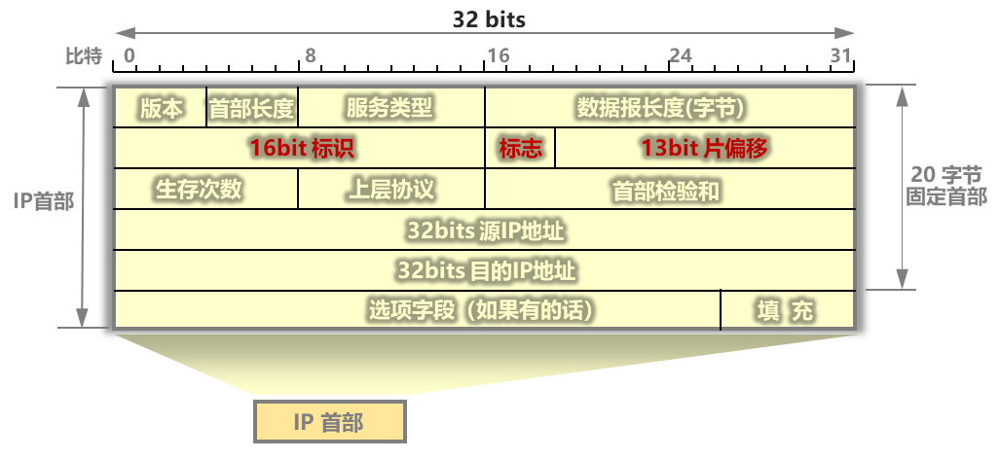 32 bits
比特 0 8 16 24 31
版本 首部长度 服务类型 数据报长度(字节)
16bit 标识 标志 13bit 片偏移
生存次数 上层协议 首部检验和
IP首部
20 字节
固定首部
32bits 源IP地址
32bits 目的IP地址
选项字段（如果有的话） 填 充
IP 首部